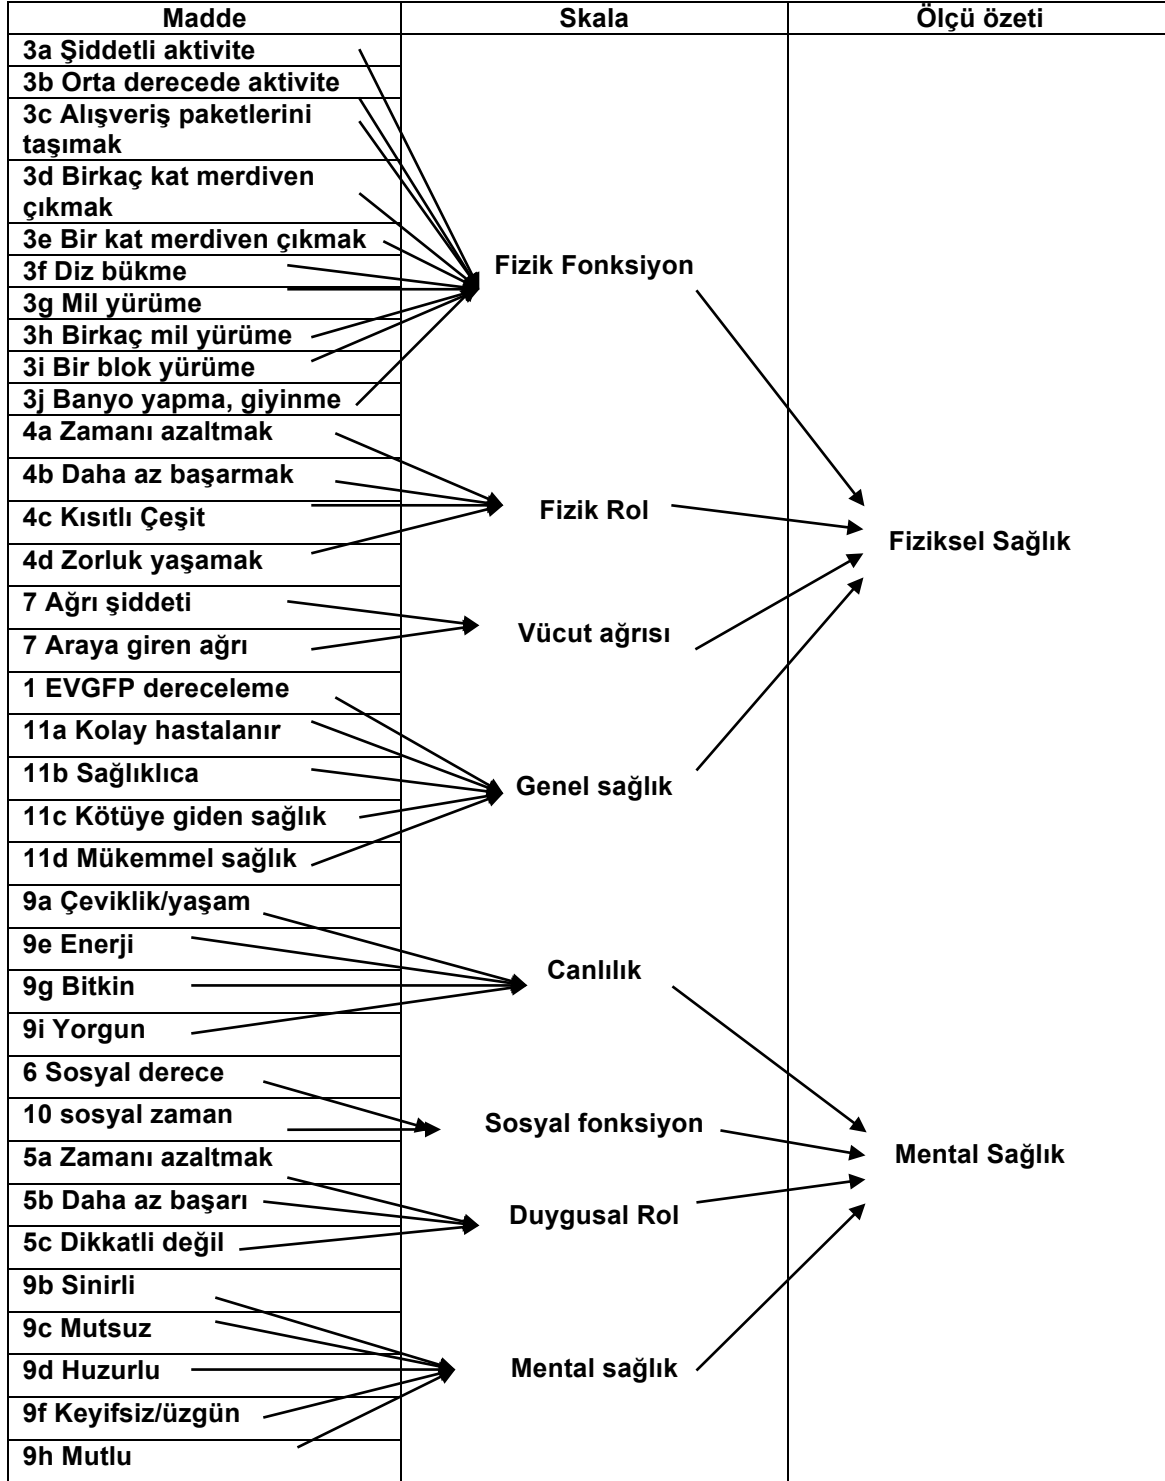 Madde
Skala
Ölçü özeti
3a Şiddetli aktivite
3b Orta derecede aktivite
3c Alışveriş paketlerini
taşımak
3d Birkaç kat merdiven
çıkmak
3e Bir kat merdiven çıkmak
3f Diz bükme
3g Mil yürüme
3h Birkaç mil yürüme
3i Bir blok yürüme
3j Banyo yapma, giyinme
4a Zamanı azaltmak
4b Daha az başarmak
4c Kısıtlı Çeşit
4d Zorluk yaşamak
7 Ağrı şiddeti
7 Araya giren ağrı
1 EVGFP dereceleme
11a Kolay hastalanır
11b Sağlıklıca
11c Kötüye giden sağlık
11d Mükemmel sağlık
9a Çeviklik/yaşam
9e Enerji
9g Bitkin
9i Yorgun
6 Sosyal derece
10 sosyal zaman
5a Zamanı azaltmak
5b Daha az başarı
5c Dikkatli değil
9b Sinirli
9c Mutsuz
9d Huzurlu
9f Keyifsiz/üzgün
9h Mutlu
Fizik Fonksiyon
Fizik Rol
Vücut ağrısı
Genel sağlık
Canlılık
Sosyal fonksiyon
Duygusal Rol
Mental sağlık
Fiziksel Sağlık
Mental Sağlık